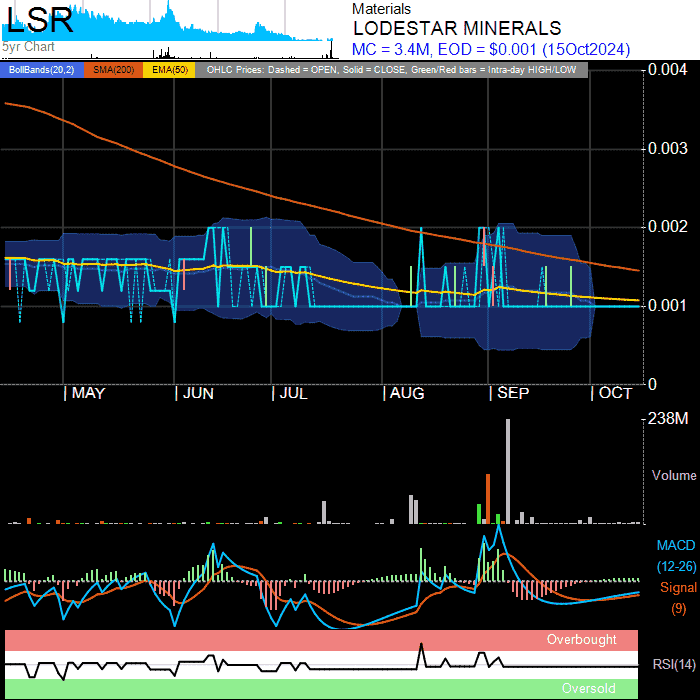 LSR
5yr Chart
Materials
LODESTAR MINERALS
MC = 3.4M, EOD = $0.001 (15Oct2024)
BollBands(20,2) SMA(200) EMA(50) OHLC Prices: Dashed = OPEN, Solid = CLOSE, Green/Red bars = Intra-day HIGH/LOW
0.004
0.003
0.002
0.001
0
| MAY | JUN | JUL | AUG | SEP | OCT
238M
Volume
MACD
(12-26)
Signal
(9)
Overbought
RSI(14)
Oversold